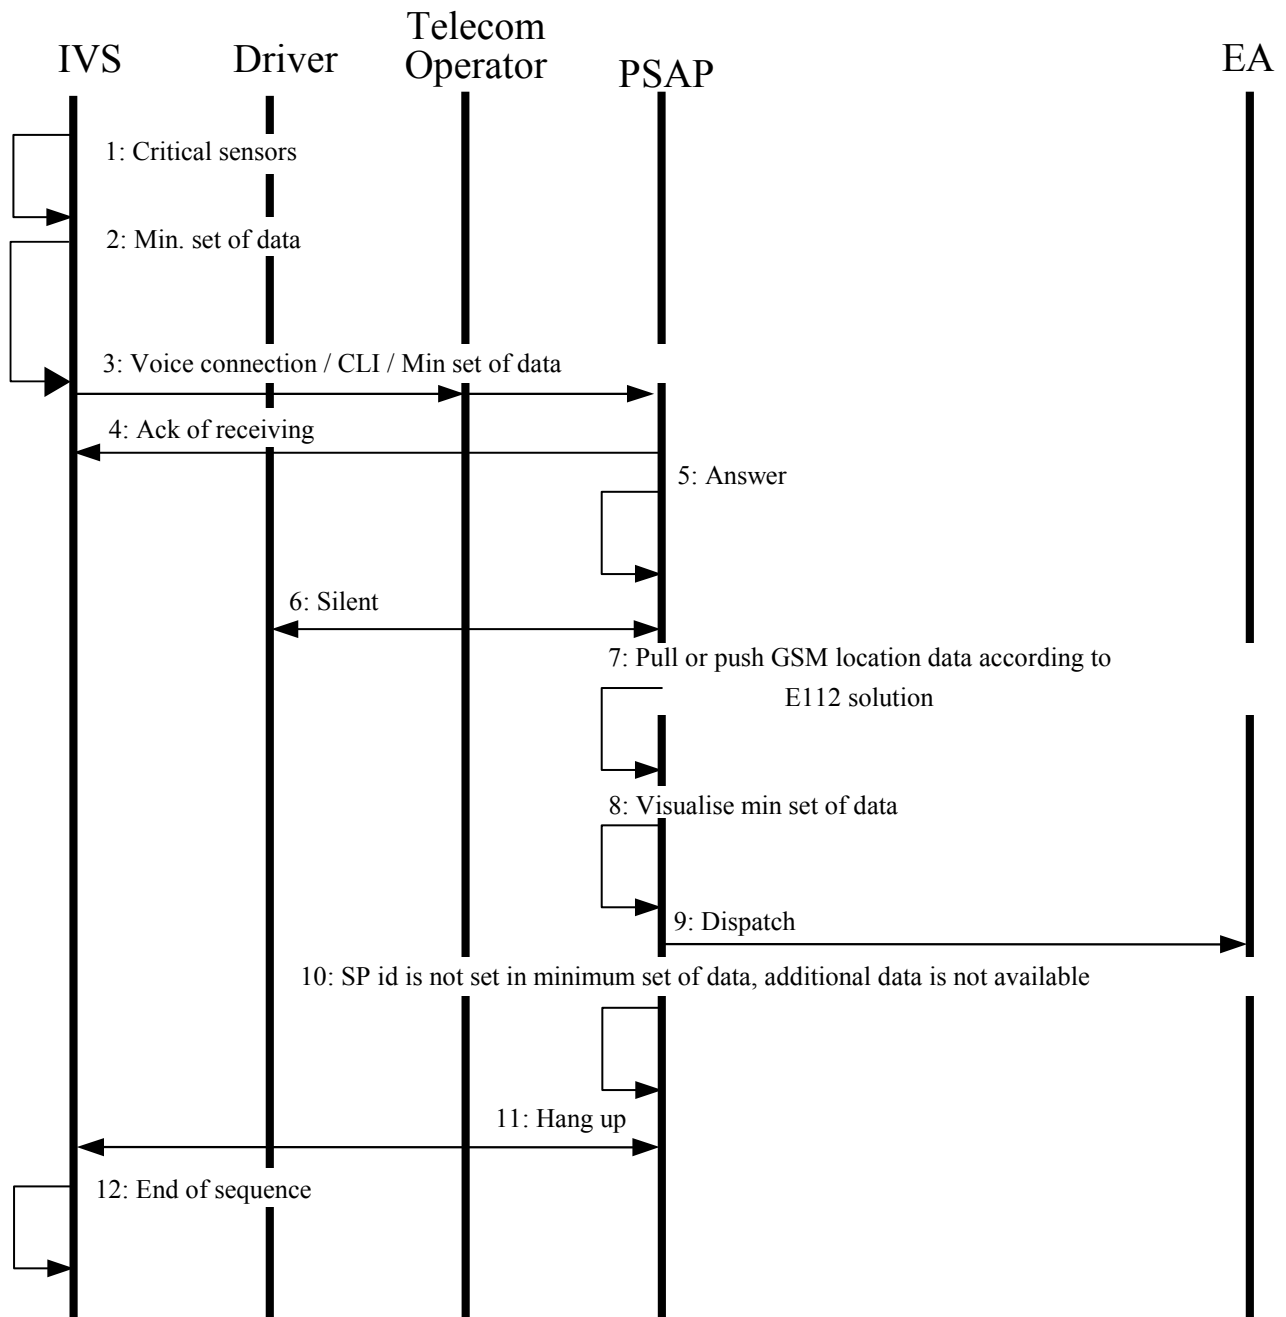 IVS
Driver
Telecom
Operator
PSAP
EA
1: Critical sensors
2: Min. set of data
3: Voice connection / CLI / Min set of data
4: Ack of receiving
5: Answer
6: Silent
7: Pull or push GSM location data according to
E112 solution
8: Visualise min set of data
9: Dispatch
10: SP id is not set in minimum set of data, additional data is not available
11: Hang up
12: End of sequence